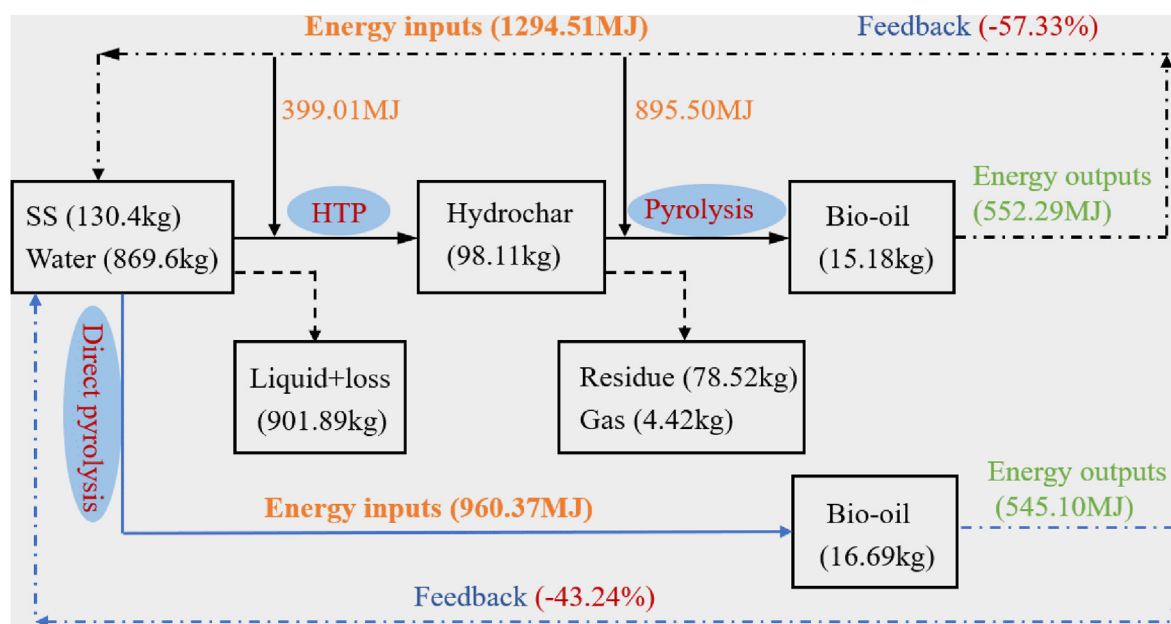 Energy inputs (1294.51MJ)
Feedback (-57.33%)
399.01MJ
895.50MJ
SS (130.4kg)
Water (869.6kg)
HTP
Hydrochar
(98.11kg)
Pyrolysis
Bio-oil
(15.18kg)
Energy outputs
(552.29MJ)
Direct pyrolysis
Liquid+loss
(901.89kg)
Residue (78.52kg)
Gas (4.42kg)
Energy inputs (960.37MJ)
Bio-oil
(16.69kg)
Energy outputs
(545.10MJ)
Feedback (-43.24%)